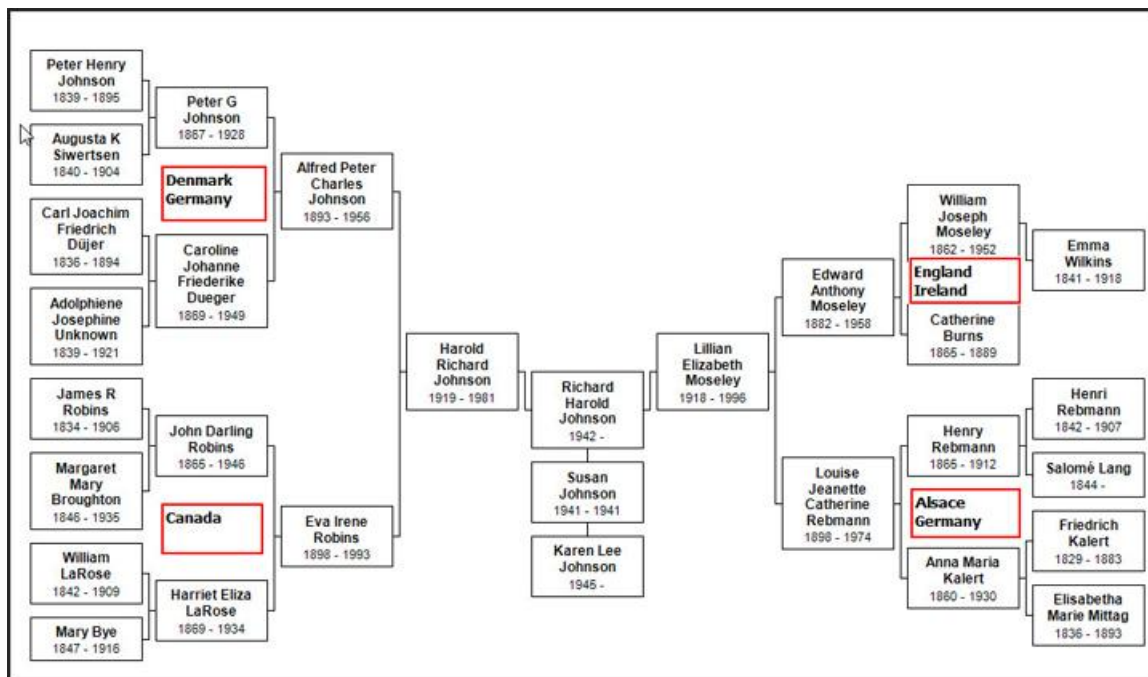 Peter Henry
Johnson
1839 - 1895
Augusta K
Siwertsen
1840 - 1904
Carl Joachim
Friedrich
Düjer
1836 - 1894
Adolphiene
Josephine
Unknown
1839 - 1921
James R
Robins
1834 - 1906
Margaret
Mary
Broughton
1846 - 1935
William
LaRose
1842 - 1909
Mary Bye
1847 - 1916
Peter G
Johnson
1867 - 1928
Denmark
Germany
Caroline
Johanne
Friederike
Dueger
1869 - 1949
John Darling
Robins
1865 - 1946
Canada
Harriet Eliza
LaRose
1869 - 1934
Alfred Peter
Charles
Johnson
1893 - 1956
Eva Irene
Robins
1898 - 1993
Harold
Richard
Johnson
1919 - 1981
Richard
Harold
Johnson
1942 -
Susan
Johnson
1941 - 1941
Karen Lee
Johnson
1945 -
Lillian
Elizabeth
Moseley
1918 - 1996
Edward
Anthony
Moseley
1882 - 1958
Louise
Jeanette
Catherine
Rebmann
1898 - 1974
William
Joseph
Moseley
1862 - 1952
England
Ireland
Catherine
Burns
1865 - 1889
Henry
Rebmann
1865 - 1912
Alsace
Germany
Anna Maria
Kalert
1860 - 1930
Emma
Wilkins
1841 - 1918
Henri
Rebmann
1842 - 1907
Salomé Lang
1844 -
Friedrich
Kalert
1829 - 1883
Elisabetha
Marie Mittag
1836 - 1893